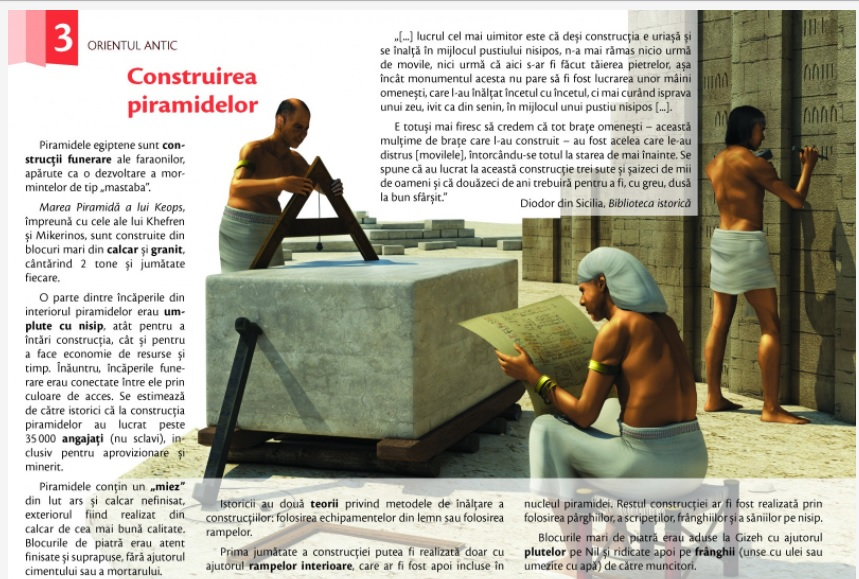 3
ORIENTUL ANTIC
Construirea
piramidelor
Piramidele egiptene sunt con-
strucții funerare ale faraonilor,
apărute ca o dezvoltare a mor-
mintelor de tip „mastaba”.
Marea Piramidă a lui Keops,
împreună cu cele ale lui Khefren
și Mikerinos, sunt construite din
blocuri mari din calcar și granit,
cântărind 2 tone și jumătate
fiecare.
O parte dintre încăperile din
interiorul piramidelor erau um-
plute cu nisip, atât pentru a
întări construcția, cât și pentru
a face economie de resurse și
timp. Înăuntru, încăperile fune-
rare erau conectate între ele prin
culoare de acces. Se estimează
de către istorici că la construcția
piramidelor au lucrat peste
35 000 angajați (nu sclavi), in-
clusiv pentru aprovizionare și
minerit.
Piramidele conțin un „miez”
din lut ars și calcar nefinisat,
exteriorul fiind realizat din
calcar de cea mai bună calitate.
Blocurile de piatră erau atent
finisate și suprapuse, fără ajutorul
cimentului sau a mortarului.
„[...] lucrul cel mai uimitor este că deși construcția e uriașă și
se înalță în mijlocul pustiului nisipos, n-a mai rămas nicio urmă
de movile, nici urmă că aici s-ar fi făcut tăierea pietrelor, așa
încât monumentul acesta nu pare să fi fost lucrarea unor mâini
omenești, care l-au înălțat încetul cu încetul, ci mai curând isprava
unui zeu, ivit ca din senin, în mijlocul unui pustiu nisipos [...].
E totuși mai firesc să credem că tot brațe omenești – această
mulțime de brațe care l-au construit – au fost acelea care le-au
distrus [movilele], întorcându-se totul la starea de mai înainte. Se
spune că au lucrat la această construcție trei sute și șaizeci de mii
de oameni și că douăzeci de ani trebuiră pentru a fi, cu greu, dusă
la bun sfârșit.”
Diodor din Sicilia, Biblioteca istorică
Istoricii au două teorii privind metodele de înălțare a
construcțiilor: folosirea echipamentelor din lemn sau folosirea
rampelor.
Prima jumătate a construcției putea fi realizată doar cu
ajutorul rampelor interioare, care ar fi fost apoi incluse în
nucleul piramidei. Restul construcției ar fi fost realizată prin
folosirea pârghiilor, a scripeților, frânghiilor și a săniilor pe nisip.
Blocurile mari de piatră erau aduse la Gizeh cu ajutorul
plutelor pe Nil și ridicate apoi pe frânghii (unse cu ulei sau
umezite cu apă) de către muncitori.